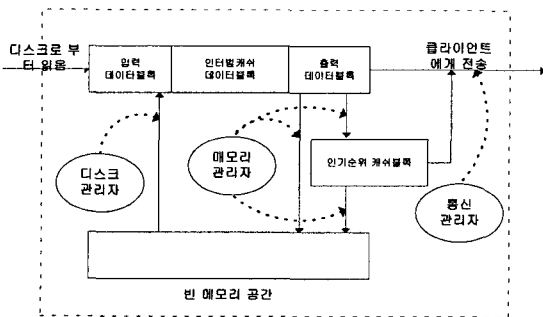 디스크로 부
터 읽음
입력
데이터블록
인터벌캐쉬
데이터블록
출력
데이터블록
클라이언트
에게 전송
디스크
관리자
메모리
관리자
인기순위 캐쉬블록
통신
관리자
빈 메모리 공간